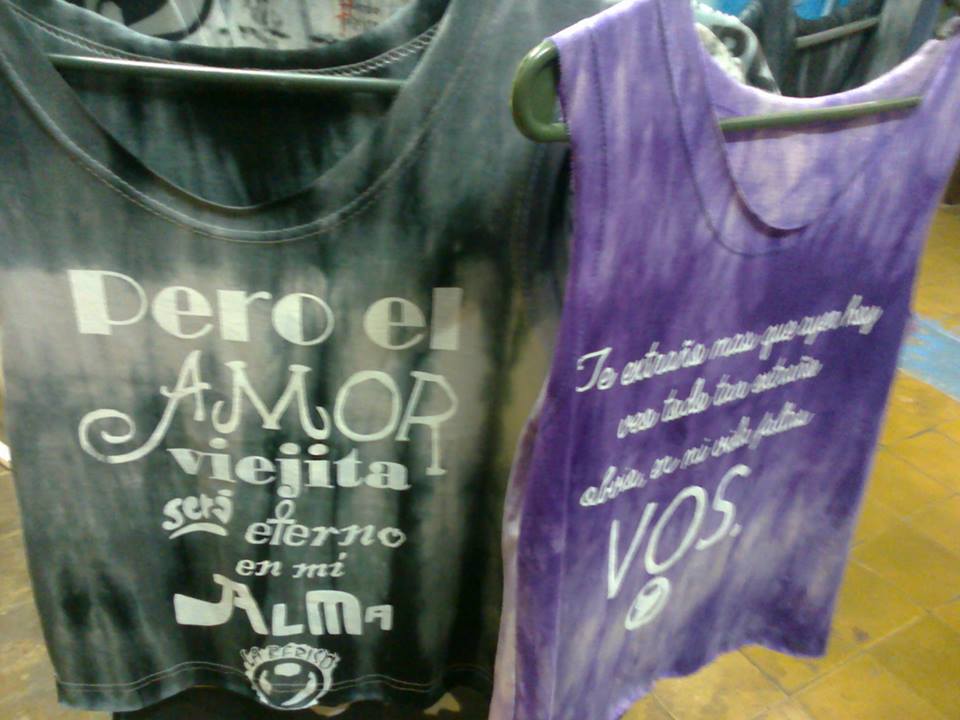 Pero el
AMOR
viejita
será eterno
en mi
ALMA
Te extraño mas que ayer hoy
veo todo tan extraño
obvio, en mi vida faltas
VOS.